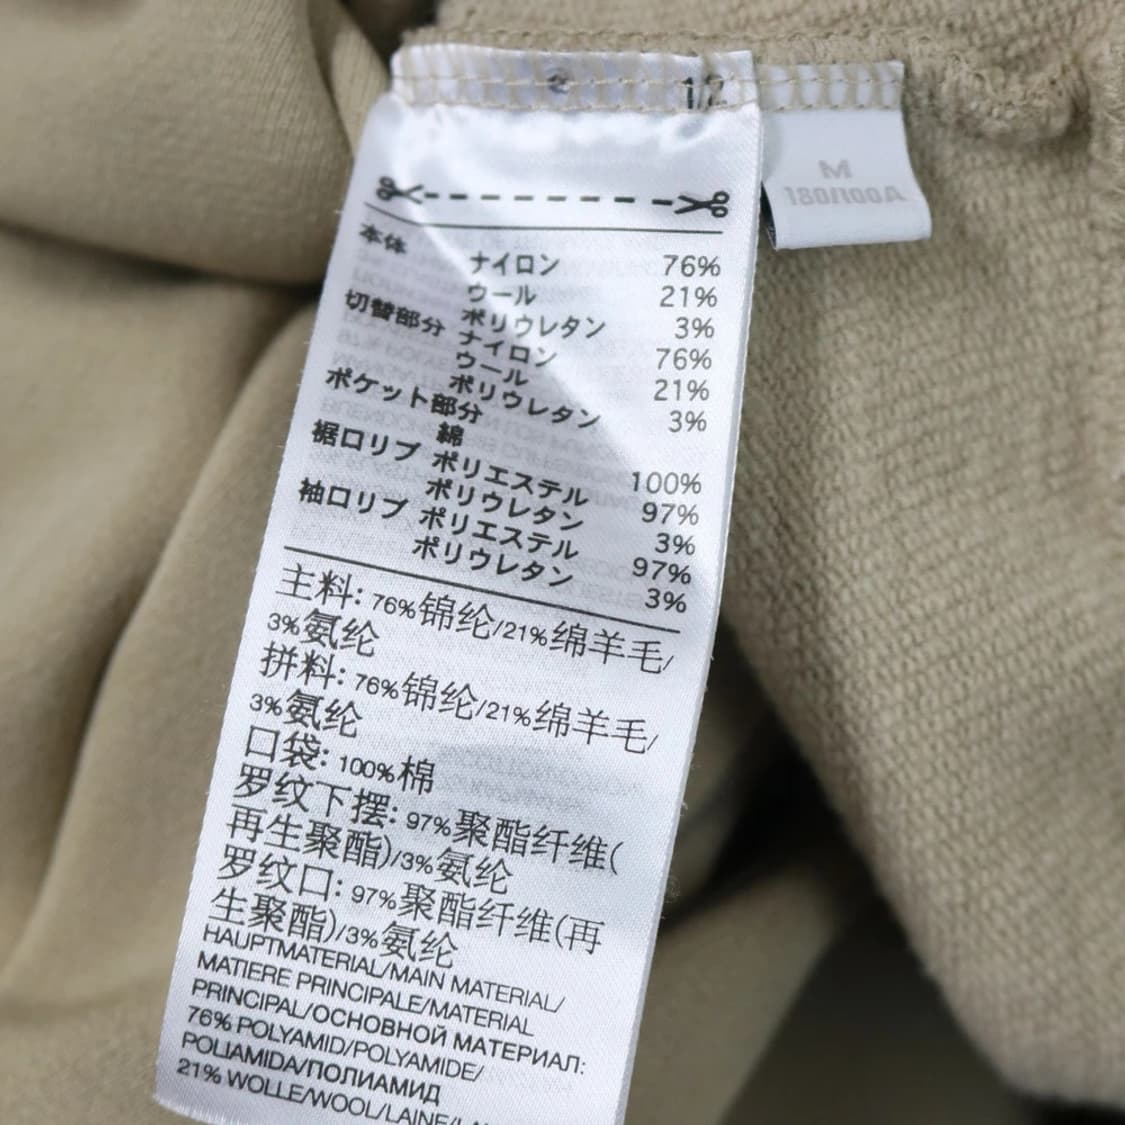 12
M
180/100A
本体 ナイロン 76%
ウール 21%
ポリウレタン 3%
切替部分 ナイロン 76%
ウール 21%
ポリウレタン 3%
ポケット部分
綿 100%
裾口リブ ポリエステル 97%
ポリウレタン 3%
袖口リブ ポリエステル 97%
ポリウレタン 3%
主料: 76%锦纶/21%绵羊毛/
3%氨纶
拼料: 76%锦纶/21%绵羊毛/
3%氨纶
口袋: 100%棉
罗纹下摆: 97%聚酯纤维(
再生聚酯)/3%氨纶
罗纹口: 97%聚酯纤维(再
生聚酯)/3%氨纶
HAUPTMATERIAL/MAIN MATERIAL/
MATIERE PRINCIPALE/MATERIAL
PRINCIPAL/ОСНОВНОЙ МАТЕРИАЛ:
76% POLYAMID/POLYAMIDE/
POLIAMIDA/ПОЛИАМИД
21% WOLLE/WOOL/LAINE/